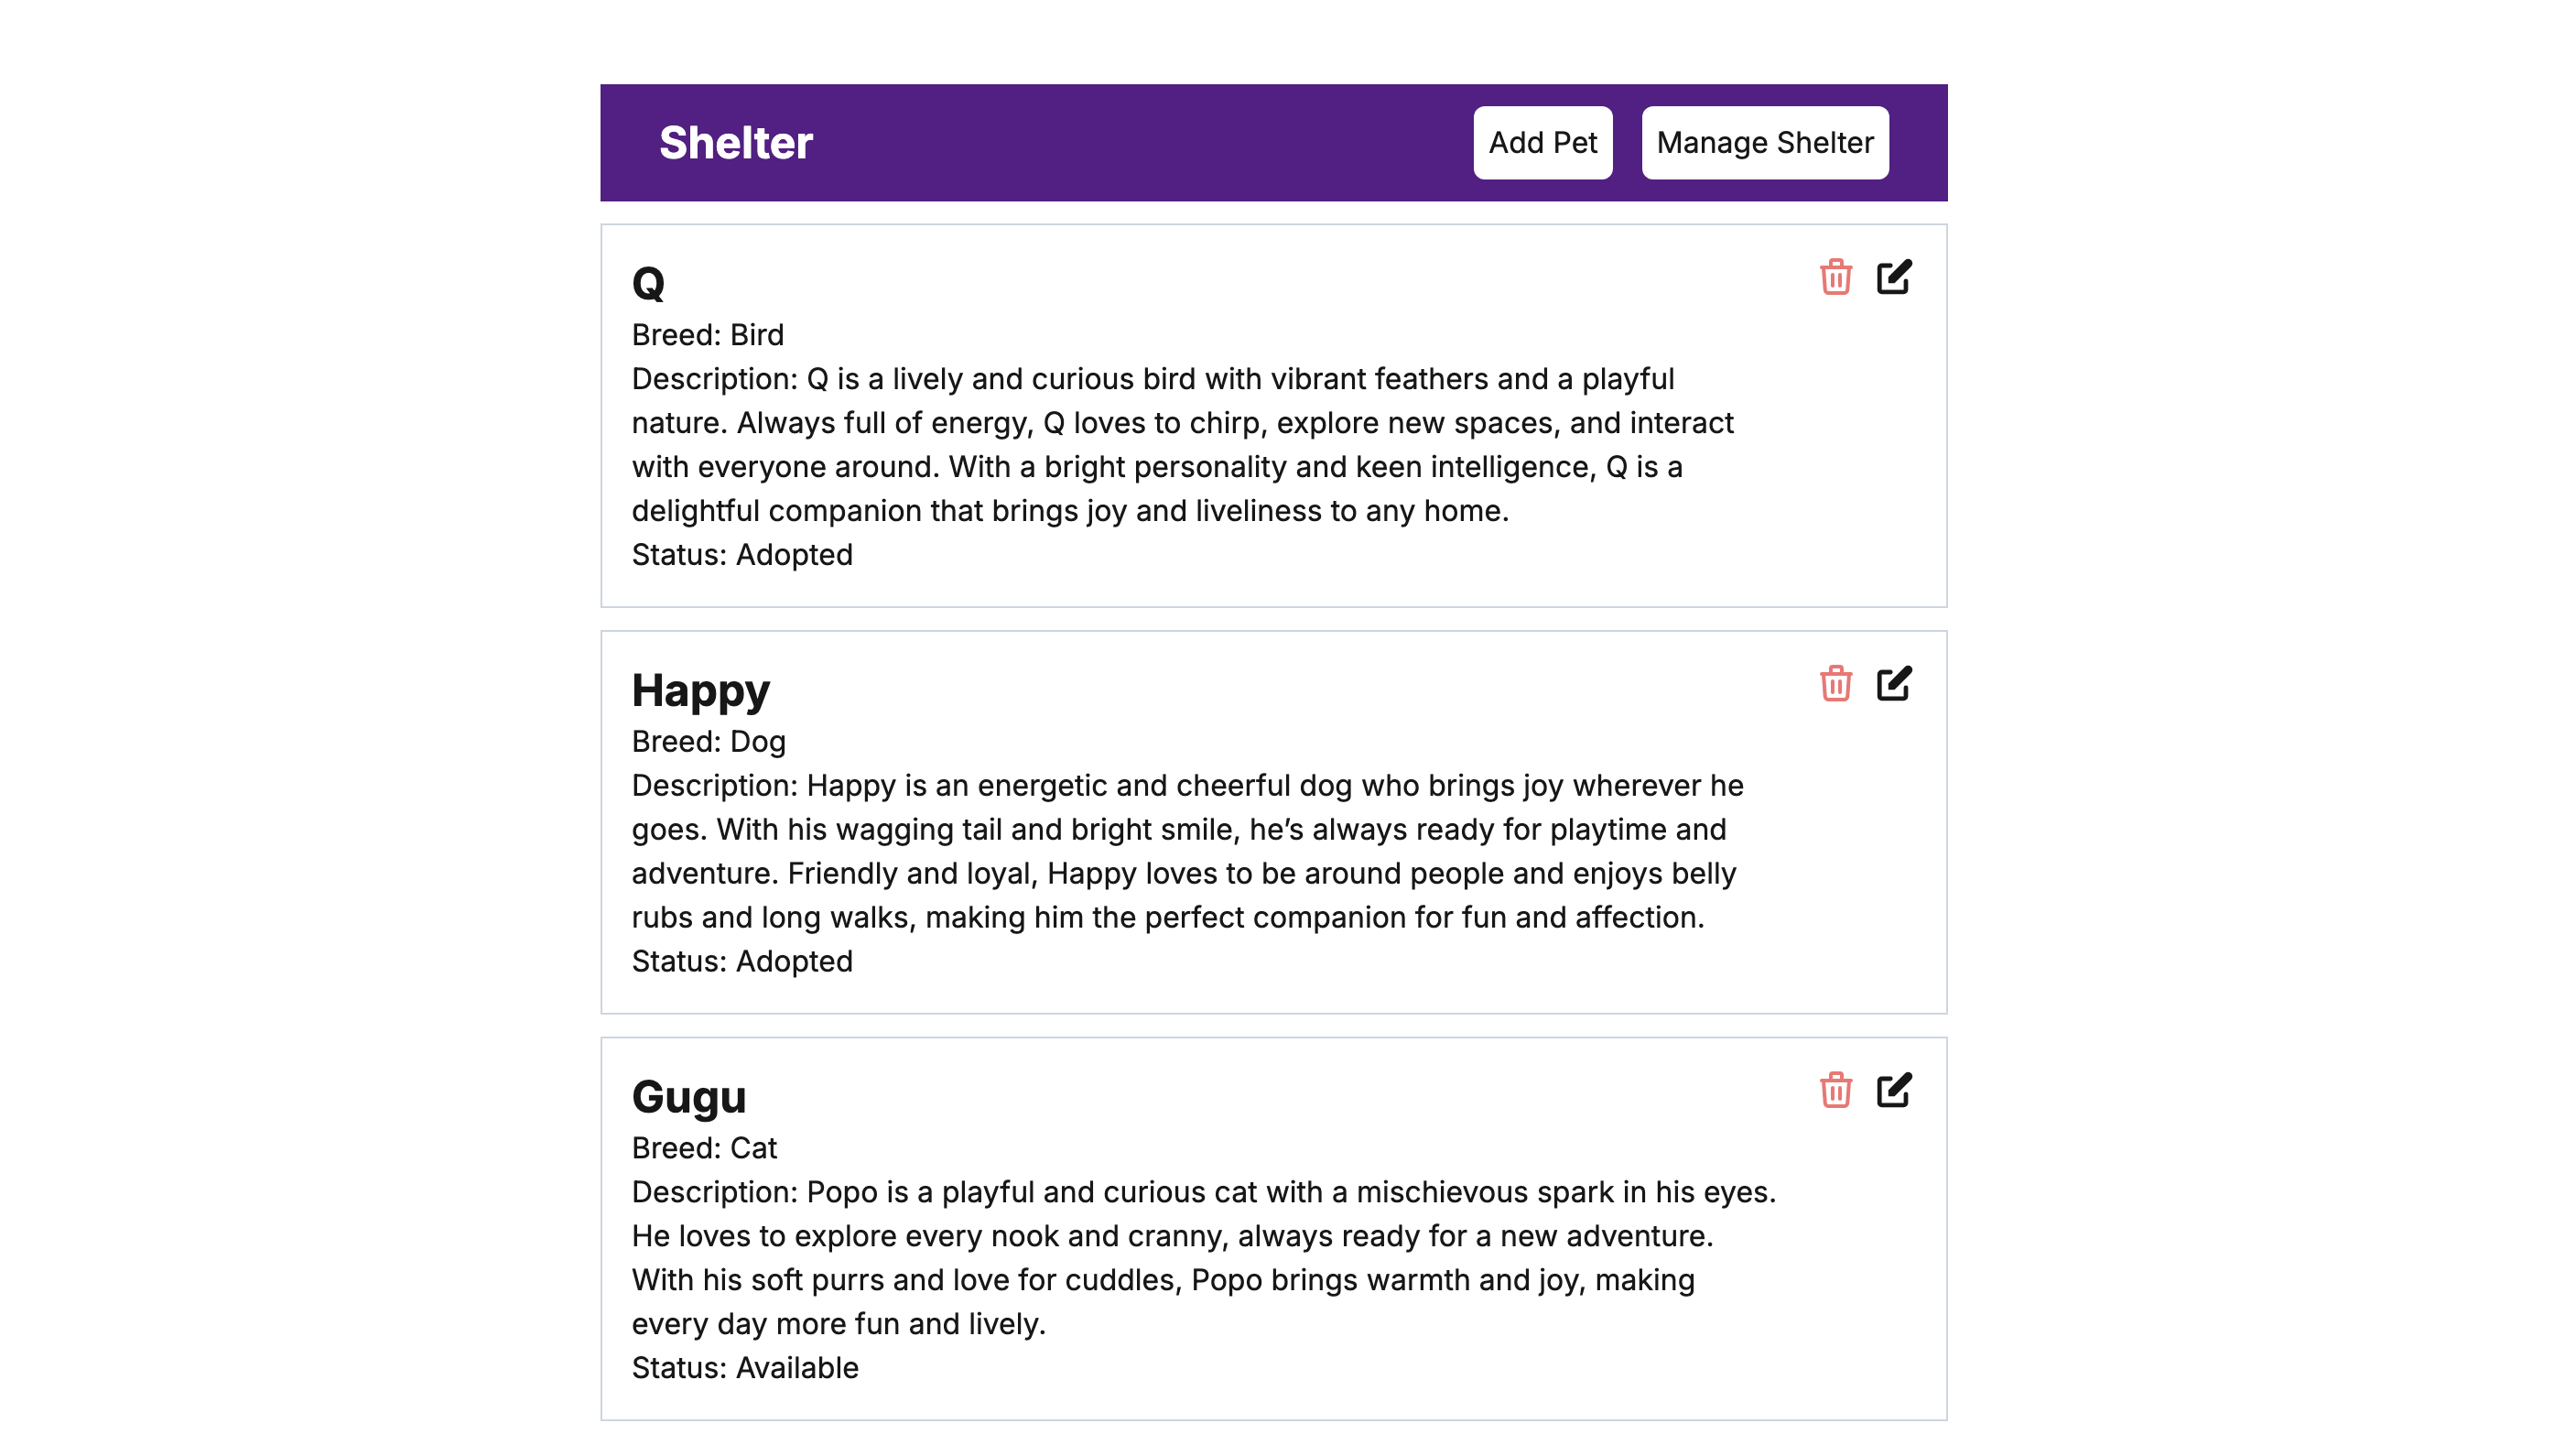 Shelter
Add Pet
Manage Shelter
Q
Breed: Bird
Description: Q is a lively and curious bird with vibrant feathers and a playful
nature. Always full of energy, Q loves to chirp, explore new spaces, and interact
with everyone around. With a bright personality and keen intelligence, Q is a
delightful companion that brings joy and liveliness to any home.
Status: Adopted
Happy
Breed: Dog
Description: Happy is an energetic and cheerful dog who brings joy wherever he
goes. With his wagging tail and bright smile, he’s always ready for playtime and
adventure. Friendly and loyal, Happy loves to be around people and enjoys belly
rubs and long walks, making him the perfect companion for fun and affection.
Status: Adopted
Gugu
Breed: Cat
Description: Popo is a playful and curious cat with a mischievous spark in his eyes.
He loves to explore every nook and cranny, always ready for a new adventure.
With his soft purrs and love for cuddles, Popo brings warmth and joy, making
every day more fun and lively.
Status: Available